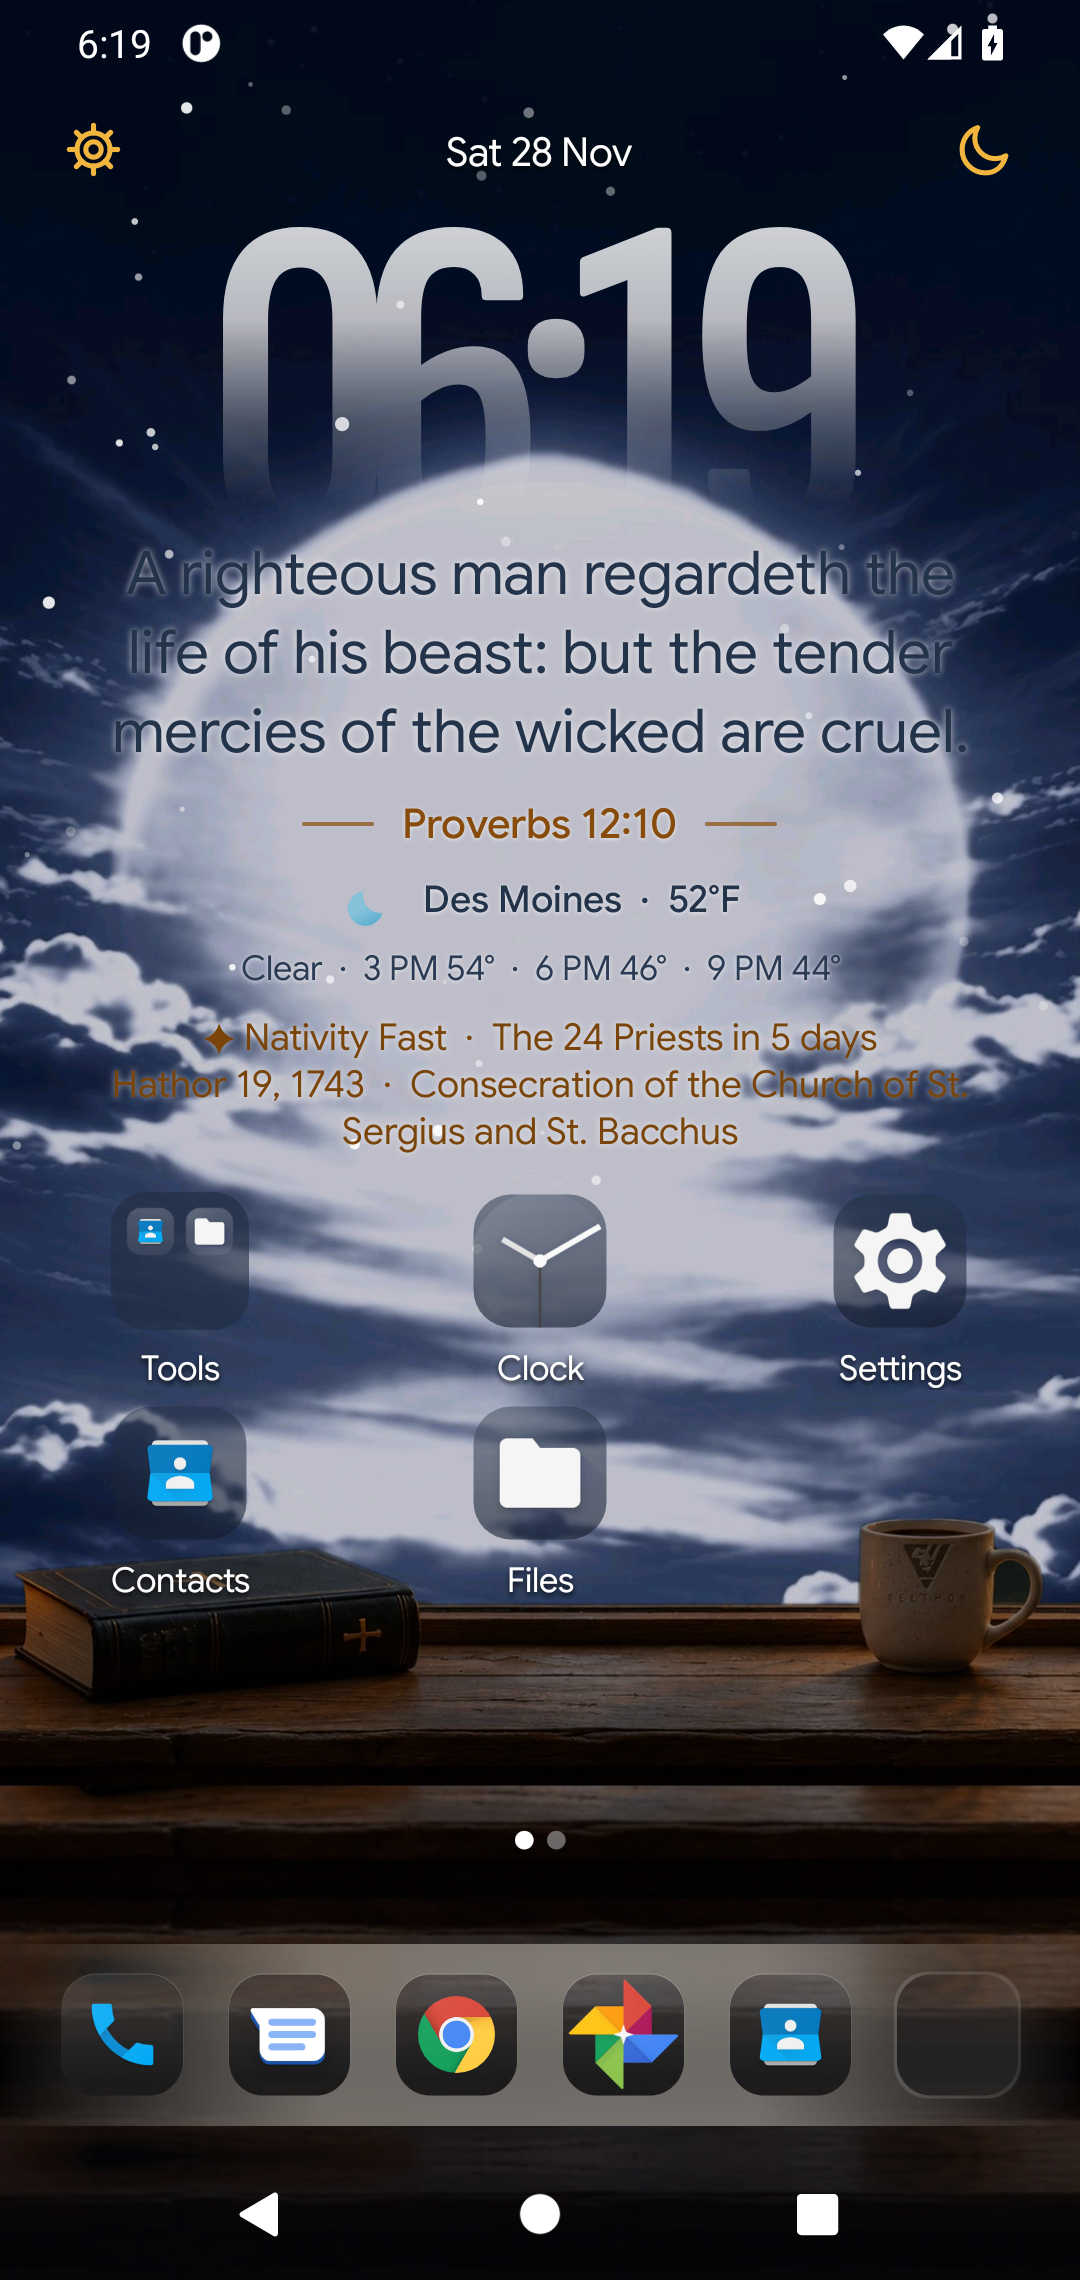 6:19
Sat 28 Nov
06:19
A righteous man regardeth the
life of his beast: but the tender
mercies of the wicked are cruel.
Proverbs 12:10
Des Moines · 52°F
Clear · 3 PM 54° · 6 PM 46° · 9 PM 44°
✦ Nativity Fast · The 24 Priests in 5 days
Hathor 19, 1743 · Consecration of the Church of St.
Sergius and St. Bacchus
Tools
Clock
Settings
Contacts
Files